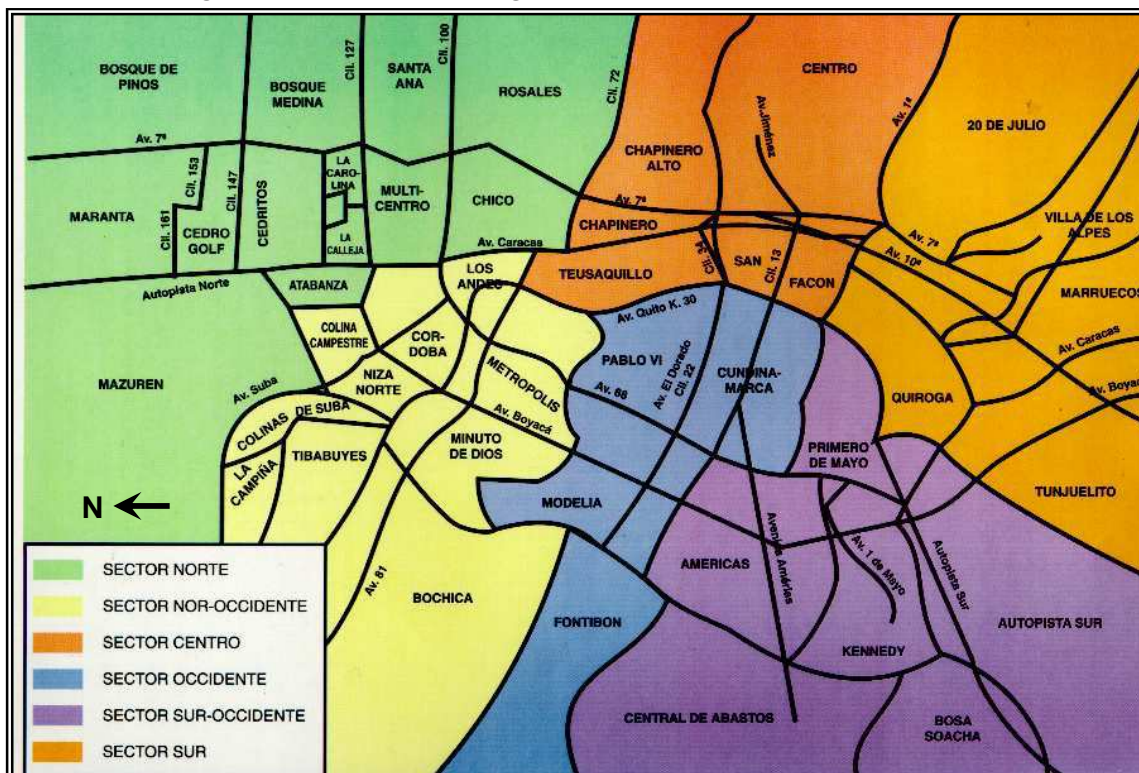 BOSQUE DE
PINOS
BOSQUE
MEDINA
Cll. 127
SANTA
ANA
Cll. 100
ROSALES
Cll. 72
CENTRO
Av. Jiménez
Av. 1ª
20 DE JULIO
CHAPINERO
ALTO
Av. 7ª
MARANTA
Cll. 161
Cll. 153
CEDRO
GOLF
Cll. 147
CEDRITOS
LA
CARO-
LINA
LA
CALLEJA
MULTI-
CENTRO
CHICO
Av. 7ª
CHAPINERO
Av. Caracas
VILLA DE LOS
ALPES
Av. 7ª
Av. 10ª
MARRUECOS
Autopista Norte
ATABANZA
LOS
ANDES
TEUSAQUILLO
Cll. 34
SAN
Cll. 13
FACON
Av. Quito K. 30
COLINA
CAMPESTRE
COR-
DOBA
METROPOLIS
PABLO VI
Av. El Dorado
Cll. 22
CUNDINA-
MARCA
Av. Caracas
Av. Boyacá
MAZUREN
Av. Suba
NIZA
NORTE
Av. 68
QUIROGA
COLINAS DE SUBA
Av. Boyacá
MINUTO
DE DIOS
PRIMERO
DE MAYO
LA
CAMPIÑA
TIBABUYES
TUNJUELITO
N
MODELIA
AMERICAS
Avenida Améries
Av. 1 de Mayo
Autopista Sur
Av. 81
BOCHICA
FONTIBON
AUTOPISTA SUR
KENNEDY
CENTRAL DE ABASTOS
BOSA
SOACHA
SECTOR NORTE
SECTOR NOR-OCCIDENTE
SECTOR CENTRO
SECTOR OCCIDENTE
SECTOR SUR-OCCIDENTE
SECTOR SUR